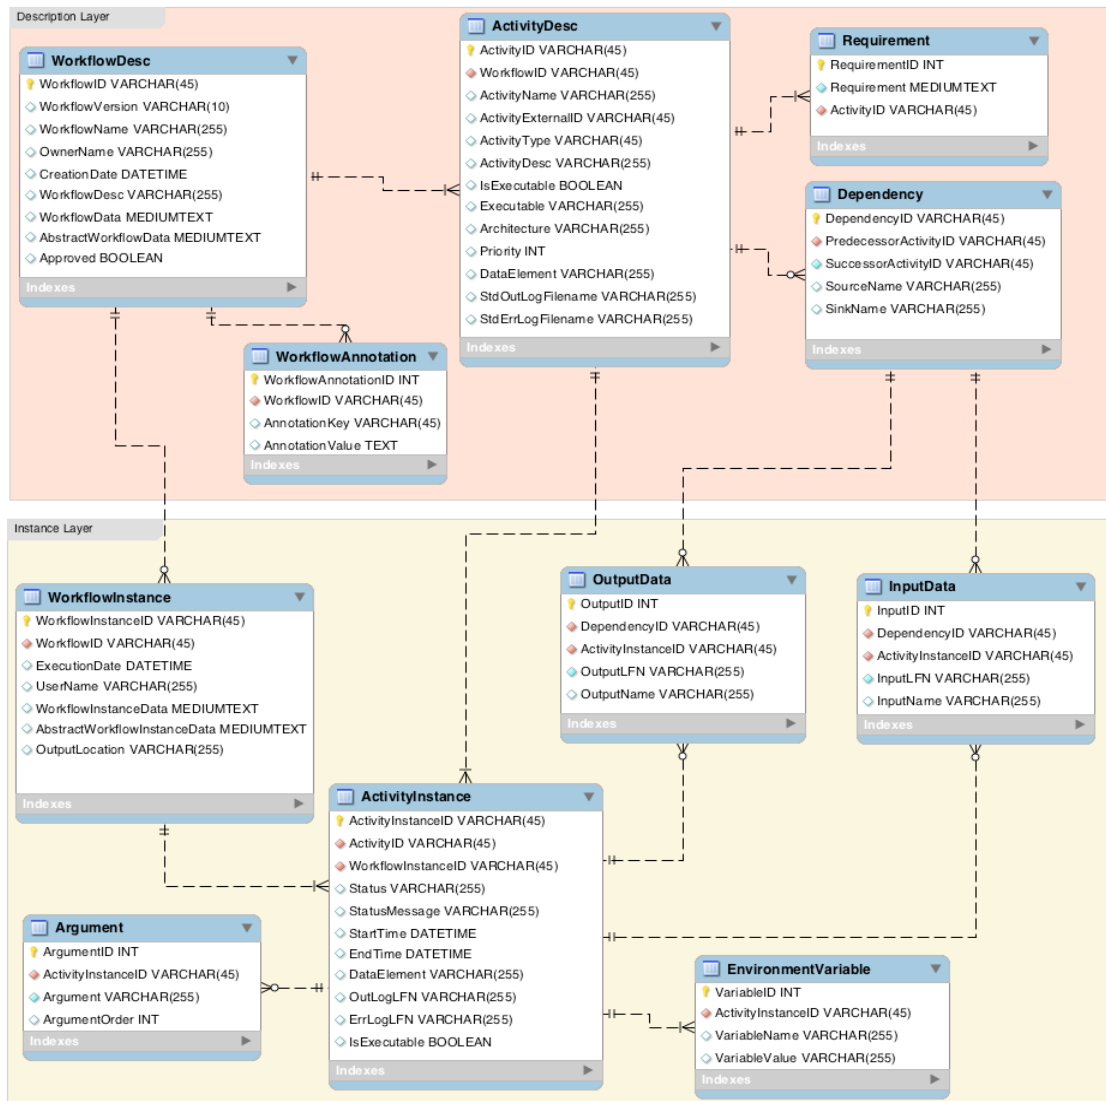 Description Layer
WorkflowDesc
WorkflowID VARCHAR(45)
WorkflowVersion VARCHAR(10)
WorkflowName VARCHAR(255)
OwnerName VARCHAR(255)
CreationDate DATETIME
WorkflowDesc VARCHAR(255)
WorkflowData MEDIUMTEXT
AbstractWorkflowData MEDIUMTEXT
Approved BOOLEAN
Indexes
ActivityDesc
ActivityID VARCHAR(45)
WorkflowID VARCHAR(45)
ActivityName VARCHAR(255)
ActivityExternalID VARCHAR(45)
ActivityType VARCHAR(45)
ActivityDesc VARCHAR(255)
IsExecutable BOOLEAN
Executable VARCHAR(255)
Architecture VARCHAR(255)
Priority INT
DataElement VARCHAR(255)
StdOutLogFilename VARCHAR(255)
StdErrLogFilename VARCHAR(255)
Indexes
Requirement
RequirementID INT
Requirement MEDIUMTEXT
ActivityID VARCHAR(45)
Indexes
Dependency
DependencyID VARCHAR(45)
PredecessorActivityID VARCHAR(45)
SuccessorActivityID VARCHAR(45)
SourceName VARCHAR(255)
SinkName VARCHAR(255)
Indexes
WorkflowAnnotation
WorkflowAnnotationID INT
WorkflowID VARCHAR(45)
AnnotationKey VARCHAR(45)
AnnotationValue TEXT
Indexes
Instance Layer
WorkflowInstance
WorkflowInstanceID VARCHAR(45)
WorkflowID VARCHAR(45)
ExecutionDate DATETIME
UserName VARCHAR(255)
WorkflowInstanceData MEDIUMTEXT
AbstractWorkflowInstanceData MEDIUMTEXT
OutputLocation VARCHAR(255)
Indexes
OutputData
OutputID INT
DependencyID VARCHAR(45)
ActivityInstanceID VARCHAR(45)
OutputLFN VARCHAR(255)
OutputName VARCHAR(255)
Indexes
InputData
InputID INT
DependencyID VARCHAR(45)
ActivityInstanceID VARCHAR(45)
InputLFN VARCHAR(255)
InputName VARCHAR(255)
Indexes
ActivityInstance
ActivityInstanceID VARCHAR(45)
ActivityID VARCHAR(45)
WorkflowInstanceID VARCHAR(45)
Status VARCHAR(255)
StatusMessage VARCHAR(255)
StartTime DATETIME
EndTime DATETIME
DataElement VARCHAR(255)
OutLogLFN VARCHAR(255)
ErrLogLFN VARCHAR(255)
IsExecutable BOOLEAN
Indexes
Argument
ArgumentID INT
ActivityInstanceID VARCHAR(45)
Argument VARCHAR(255)
ArgumentOrder INT
Indexes
EnvironmentVariable
VariableID INT
ActivityInstanceID VARCHAR(45)
VariableName VARCHAR(255)
VariableValue VARCHAR(255)
Indexes